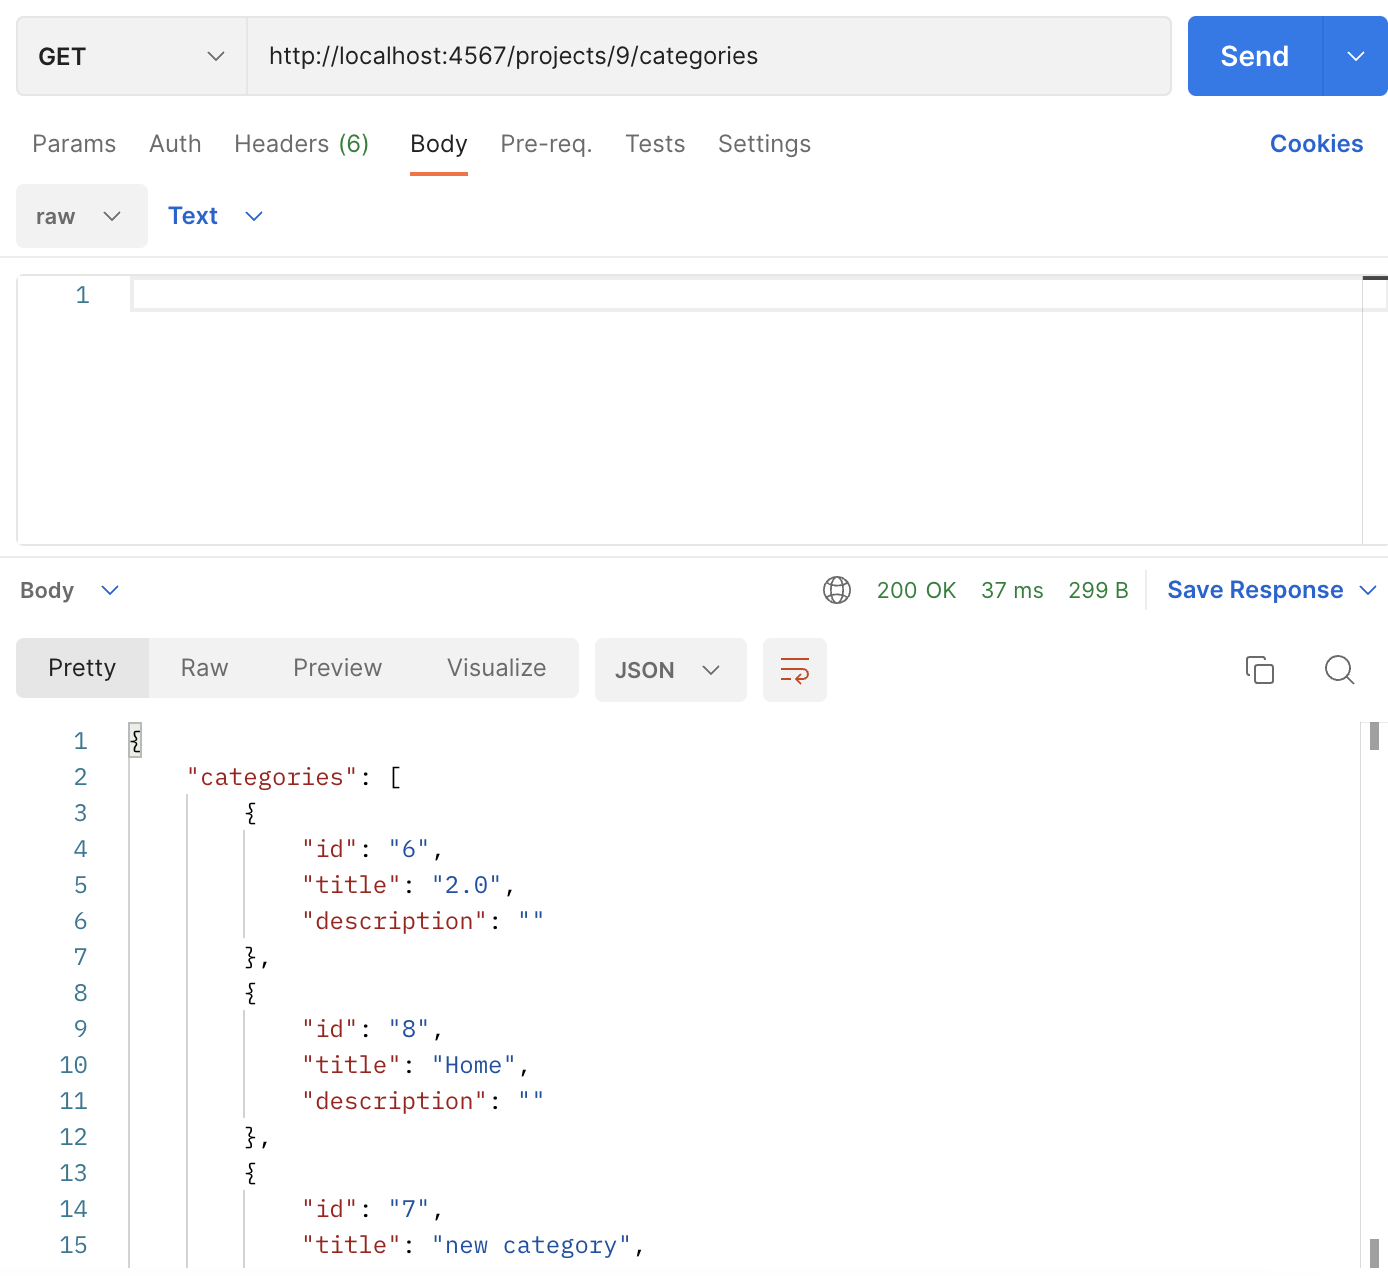 GET http://localhost:4567/projects/9/categories Send
Params Auth Headers (6) Body Pre-req. Tests Settings Cookies
raw Text
1
Body 200 OK 37 ms 299 B Save Response
Pretty Raw Preview Visualize JSON
1 {
2 "categories": [
3 {
4 "id": "6",
5 "title": "2.0",
6 "description": ""
7 },
8 {
9 "id": "8",
10 "title": "Home",
11 "description": ""
12 },
13 {
14 "id": "7",
15 "title": "new category",